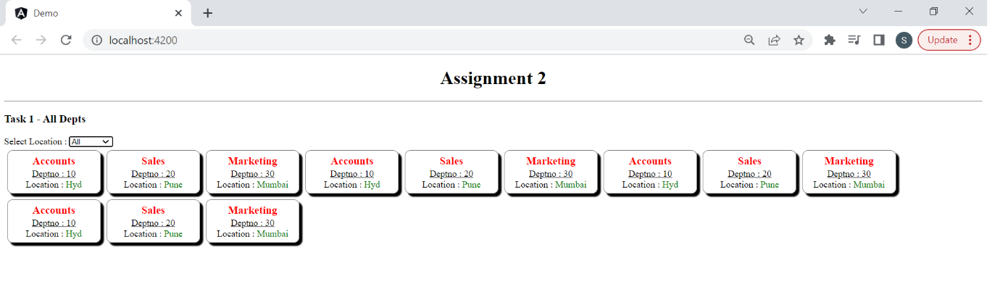 Demo
localhost:4200
S
Update
Assignment 2
Task 1 - All Depts
Select Location : All
Accounts Sales Marketing Accounts Sales Marketing Accounts Sales Marketing
Deptno : 10 Deptno : 20 Deptno : 30 Deptno : 10 Deptno : 20 Deptno : 30 Deptno : 10 Deptno : 20 Deptno : 30
Location : Hyd Location : Pune Location : Mumbai Location : Hyd Location : Pune Location : Mumbai Location : Hyd Location : Pune Location : Mumbai
Accounts Sales Marketing
Deptno : 10 Deptno : 20 Deptno : 30
Location : Hyd Location : Pune Location : Mumbai